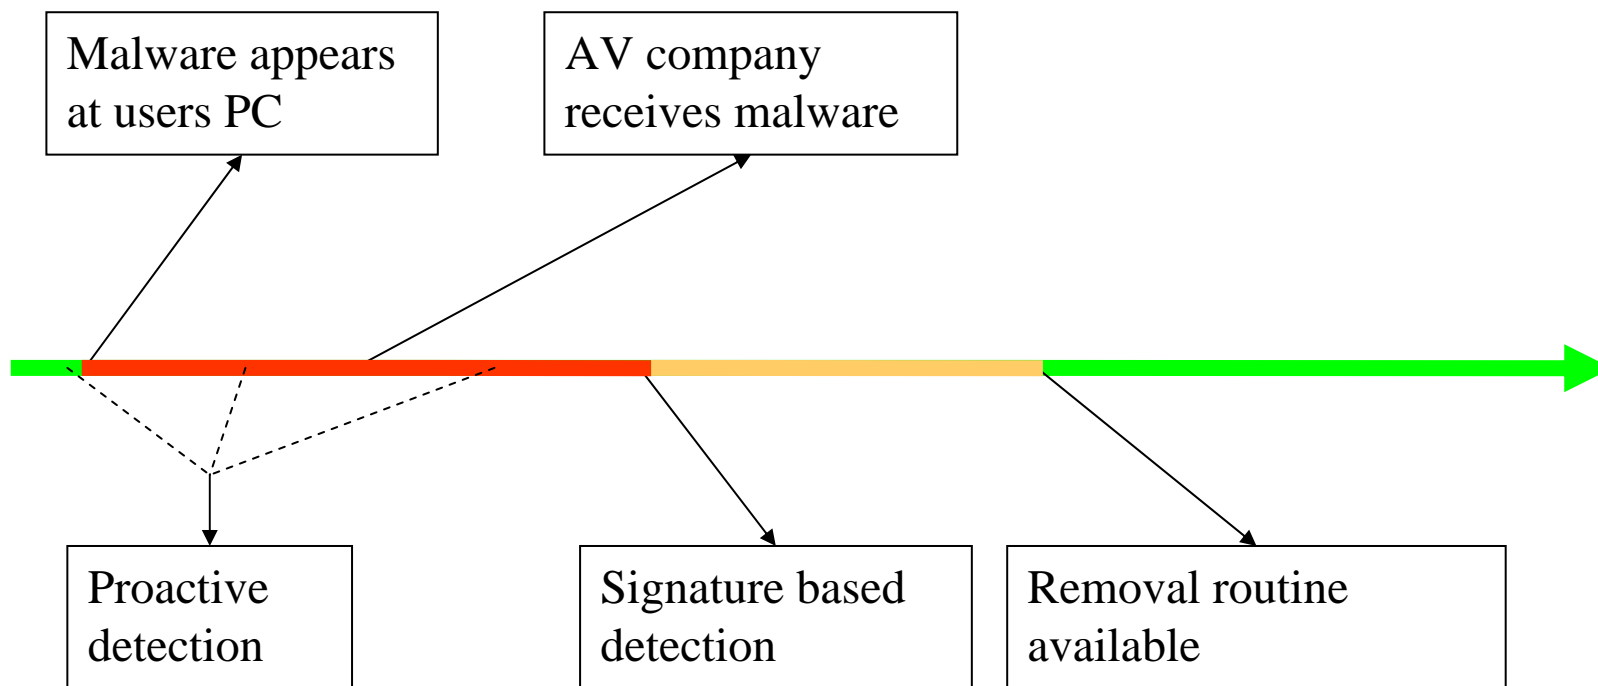 Malware appears
at users PC
AV company
receives malware
Proactive
detection
Signature based
detection
Removal routine
available